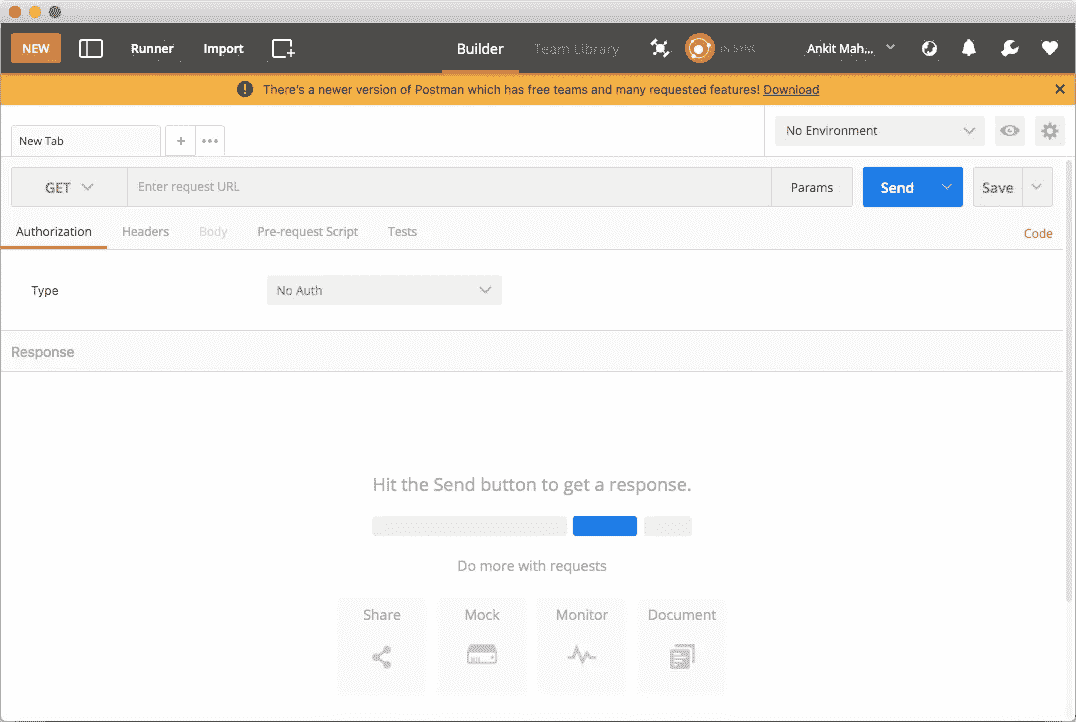 NEW Runner Import Builder Team Library IN SYNC Ankit Mah...
There's a newer version of Postman which has free teams and many requested features! Download
New Tab + ••• No Environment
GET Enter request URL Params Send Save
Authorization Headers Body Pre-request Script Tests Code
Type No Auth
Response
Hit the Send button to get a response.
Do more with requests
Share Mock Monitor Document